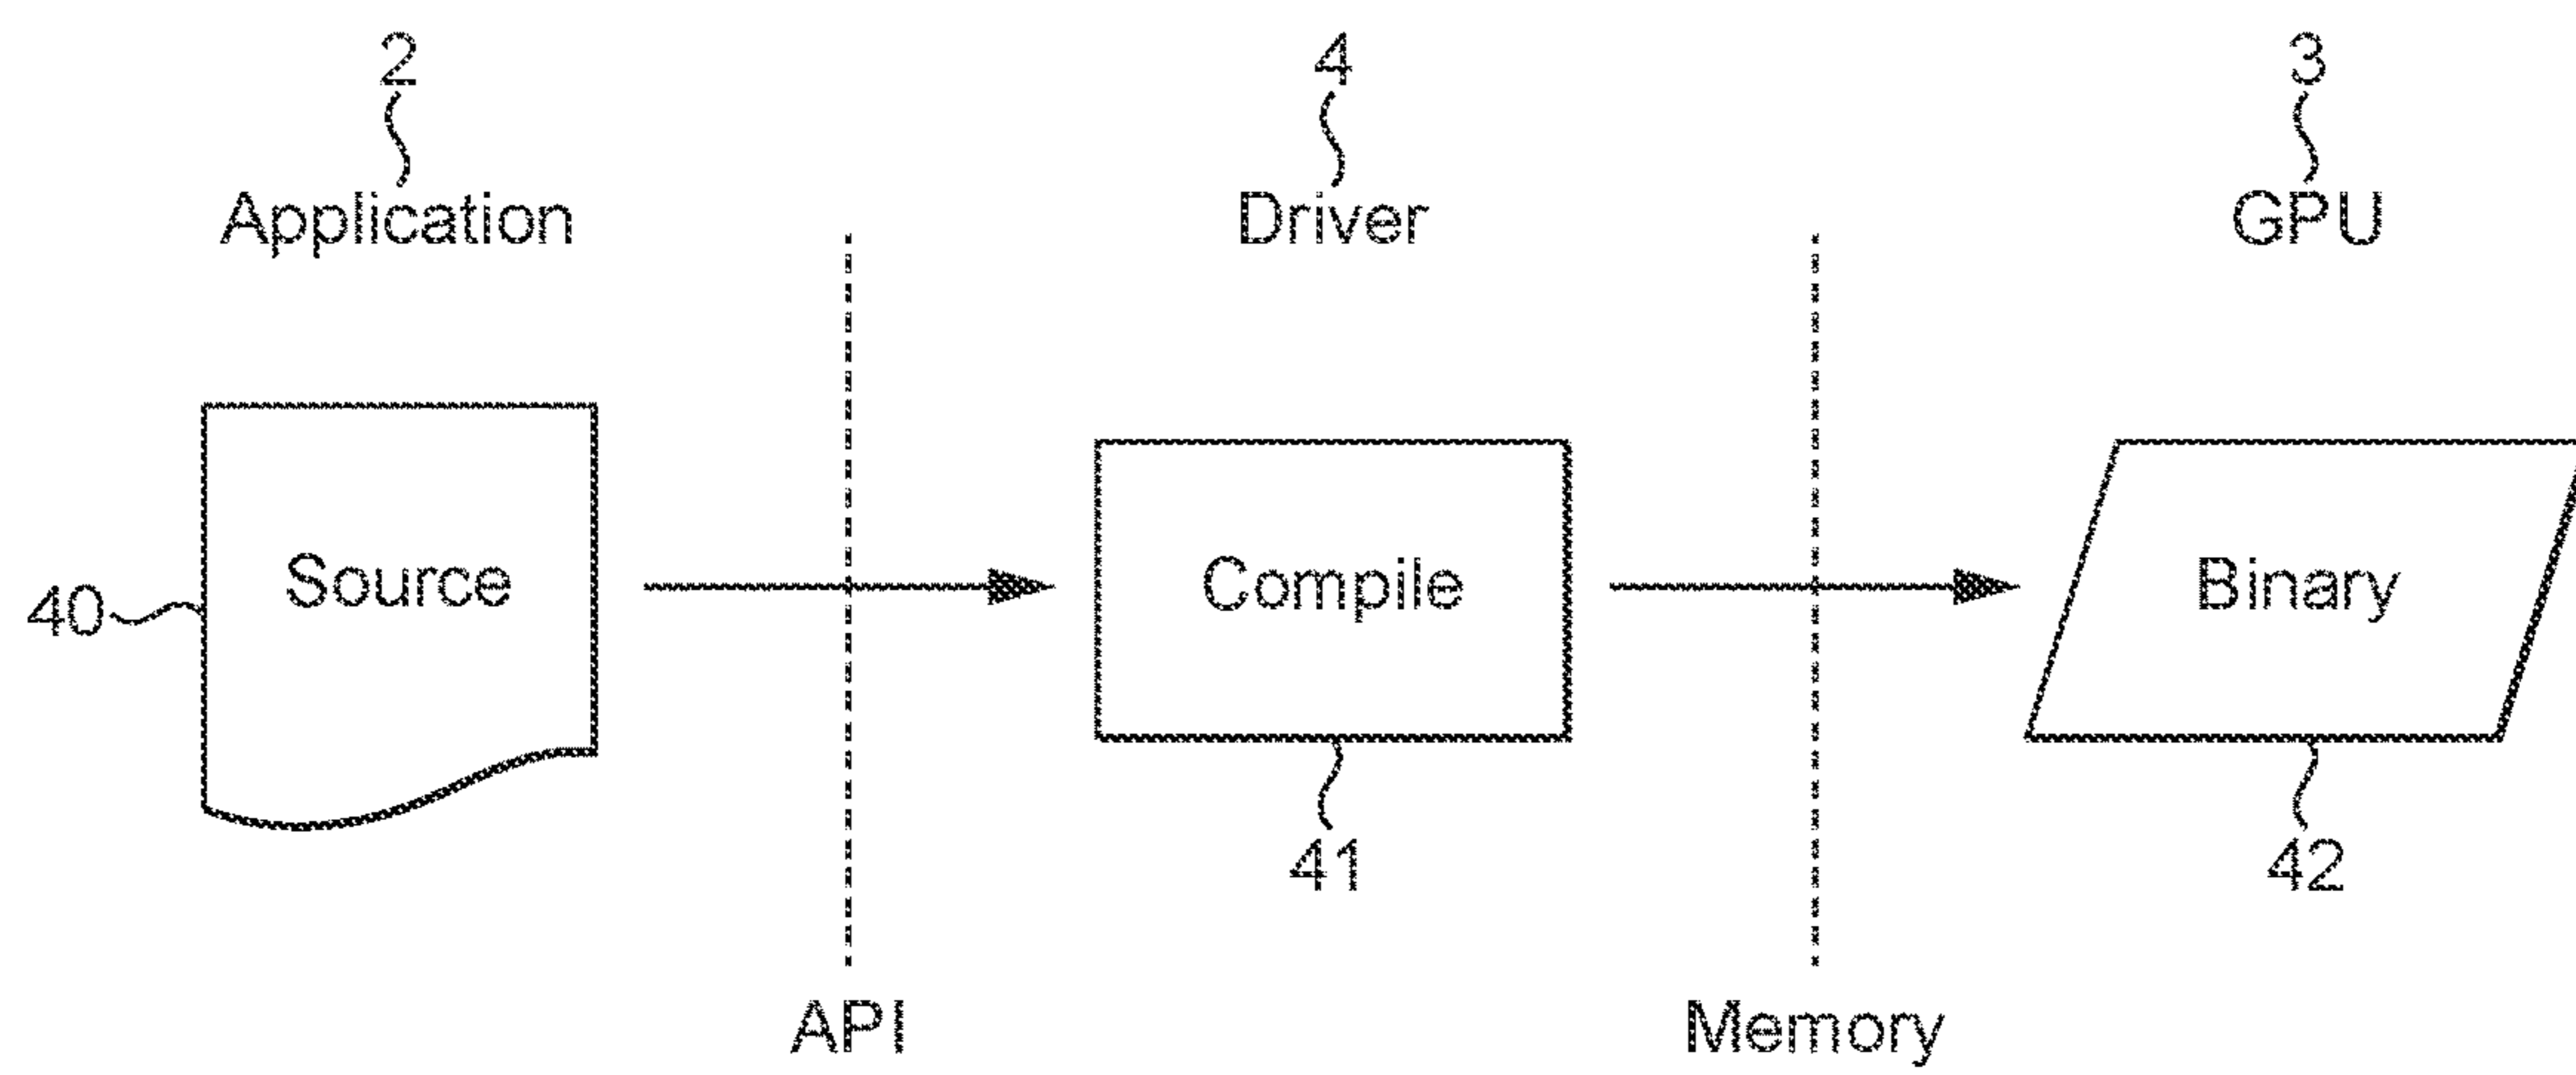 2 4 3
Application Driver GPU
Source Compile Binary
40
41 42
API Memory